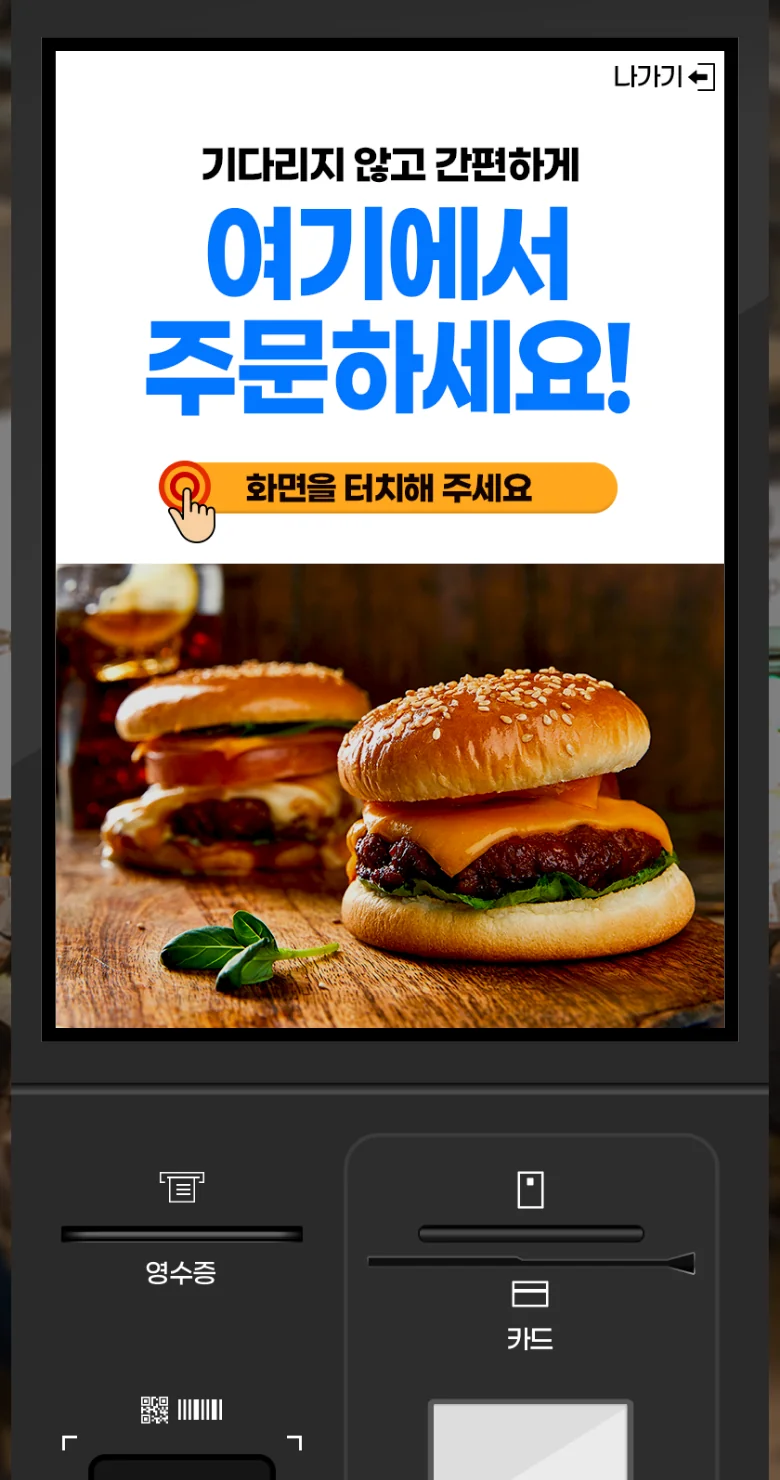 나가기
기다리지 않고 간편하게
여기에서
주문하세요!
화면을 터치해 주세요
영수증
카드